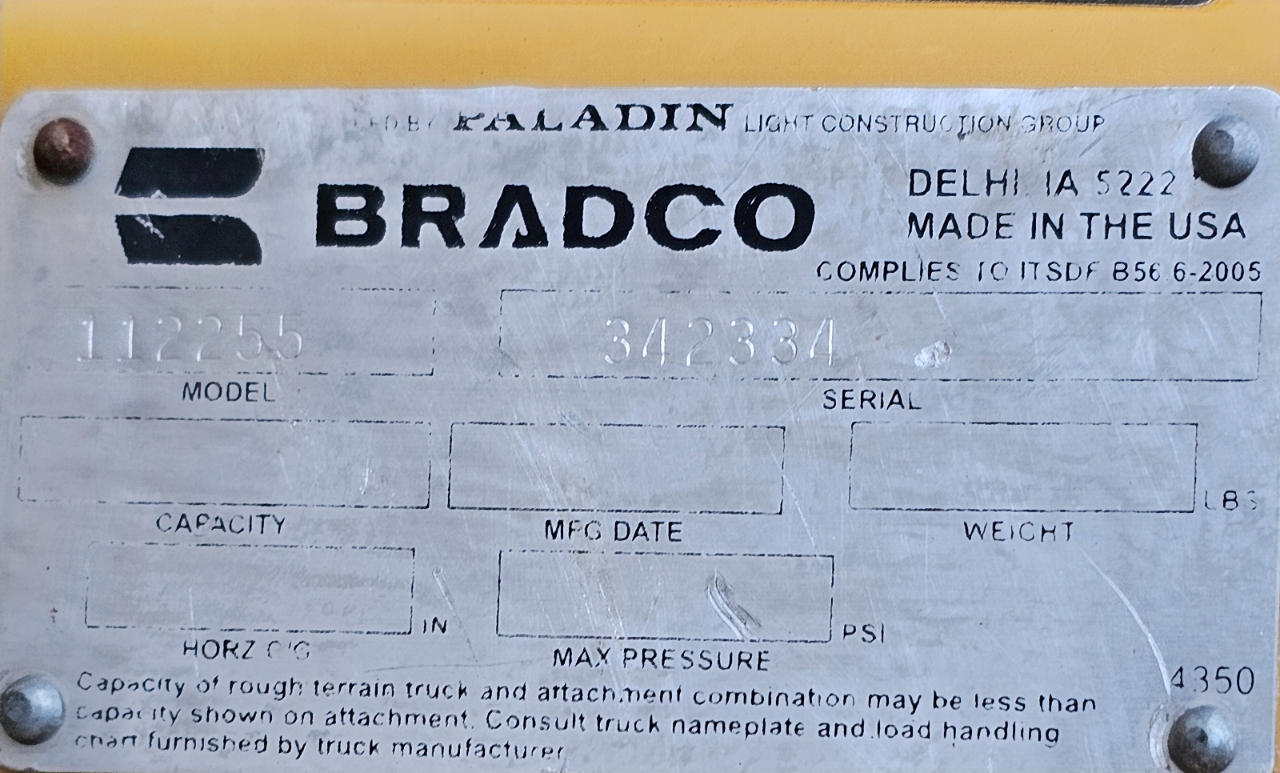 PALADIN LIGHT CONSTRUCTION GROUP
BRADCO
DELHI IA 5222
MADE IN THE USA
COMPLIES TO ITSDF B56.6-2005
112255
342334
MODEL
SERIAL
LBS
CAPACITY
MFG DATE
WEIGHT
IN
PSI
HORZ C'G
MAX PRESSURE
4350
Capacity of rough terrain truck and attachment combination may be less than
capacity shown on attachment. Consult truck nameplate and load handling
chart furnished by truck manufacturer